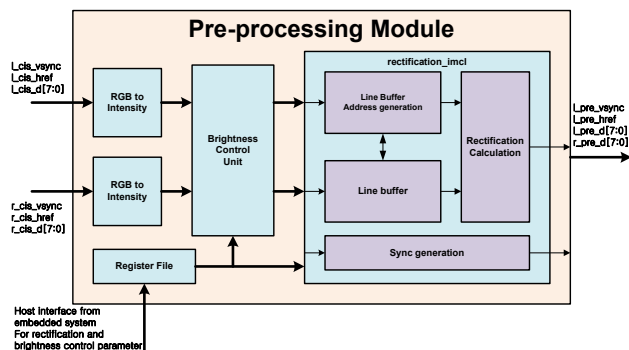 Pre-processing Module
l_cis_vsync
l_cis_href
l_cis_d[7:0]
RGB to
Intensity
Brightness
Control
Unit
rectification_imcl
Line Buffer
Address generation
Rectification
Calculation
l_pre_vsync
l_pre_href
l_pre_d[7:0]
r_pre_d[7:0]
r_cis_vsync
r_cis_href
r_cis_d[7:0]
RGB to
Intensity
Line buffer
Sync generation
Register File
Host interface from
embedded system
For rectification and
brightness control parameter